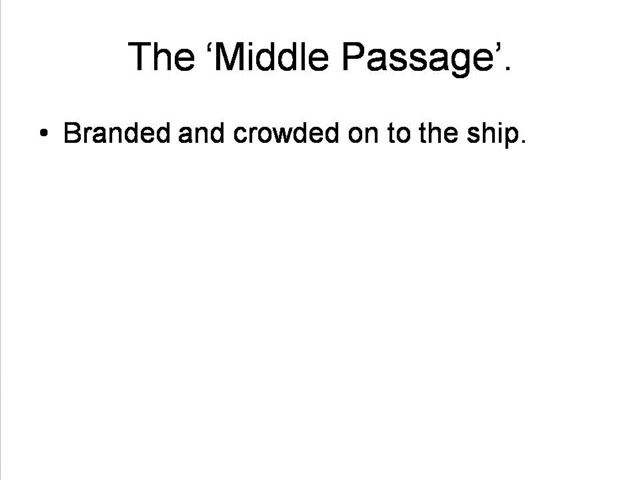 The ‘Middle Passage’.
• Branded and crowded on to the ship.